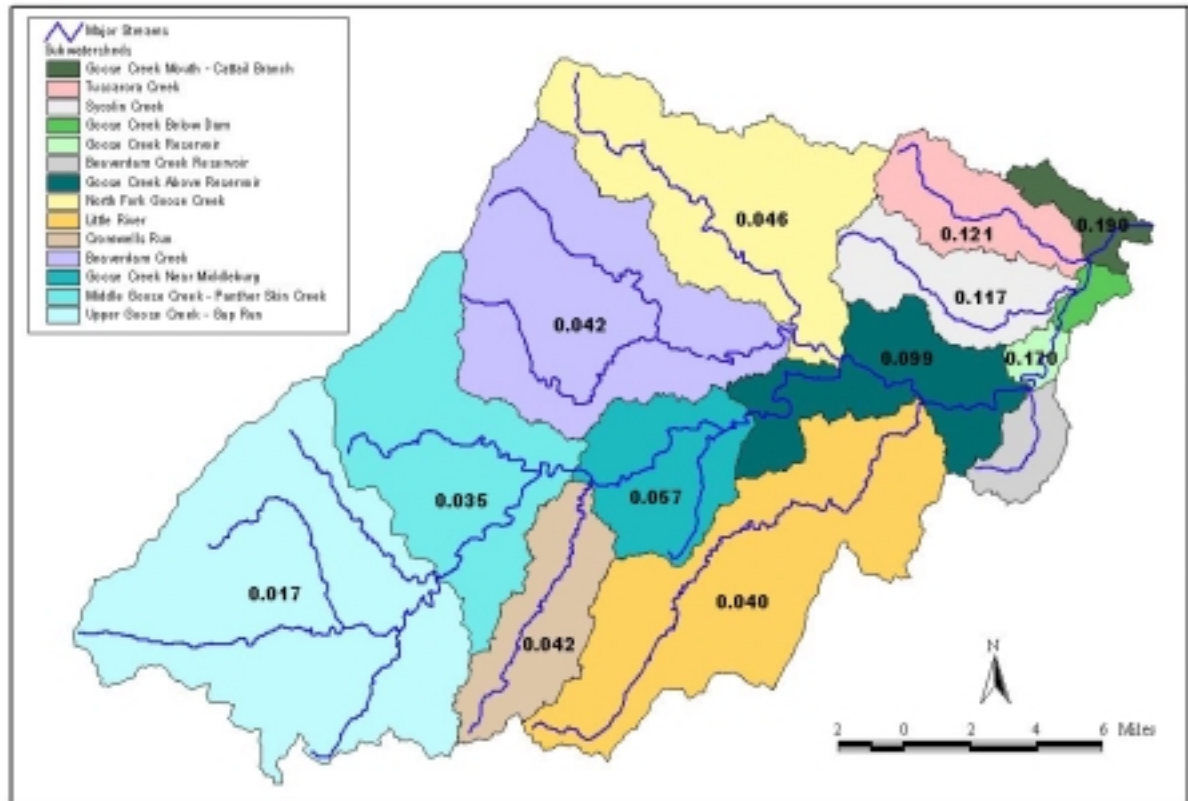 Major Streams
Subwatersheds
Goose Creek Mouth - Cattail Branch
Tuscarora Creek
Sycolin Creek
Goose Creek Below Dam
Goose Creek Reservoir
Beaverdam Creek Reservoir
Goose Creek Above Reservoir
North Fork Goose Creek
Little River
Cromwells Run
Beaverdam Creek
Goose Creek Near Middleburg
Middle Goose Creek - Panther Skin Creek
Upper Goose Creek - Gap Run
0.046
0.121
0.190
0.117
0.042
0.099
0.170
0.035
0.057
0.017
0.040
0.042
N
2 0 2 4 6 Miles